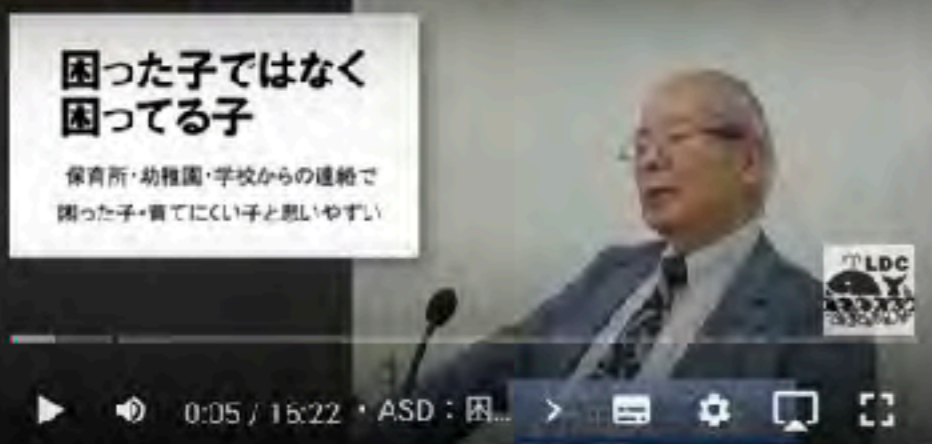 困った子ではなく
困ってる子
保育所・幼稚園・学校からの連絡で
困った子・育てにくい子と思いやすい
LDC
0:05 / 15:22 • ASD：困...